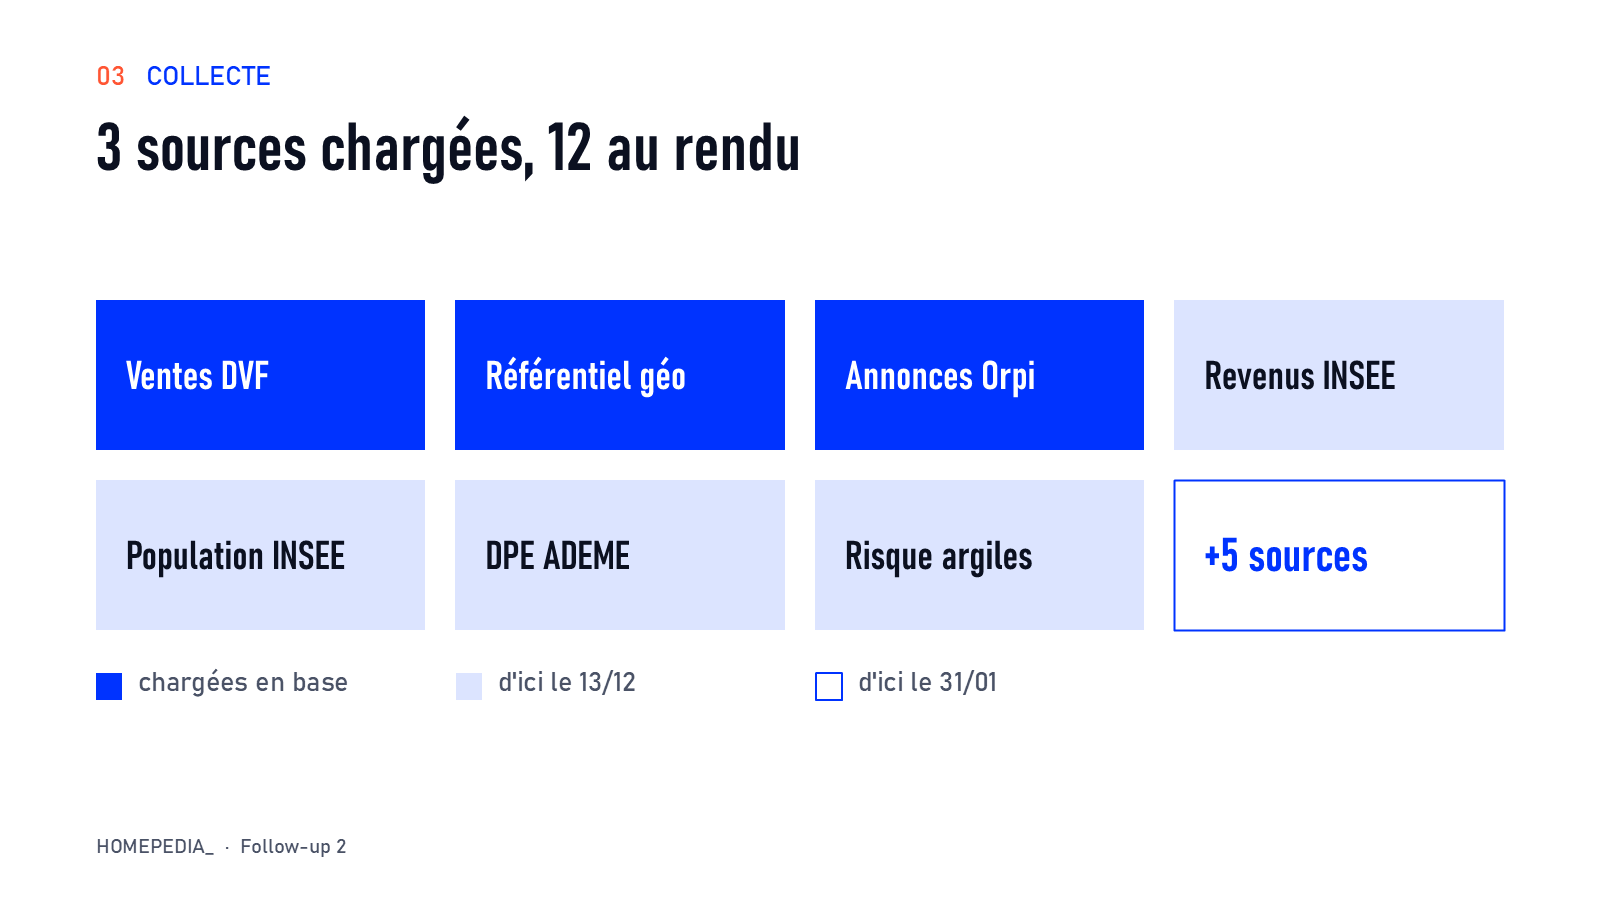 03 COLLECTE
3 sources chargées, 12 au rendu
Ventes DVF
Référentiel géo
Annonces Orpi
Revenus INSEE
Population INSEE
DPE ADEME
Risque argiles
+5 sources
chargées en base
d'ici le 13/12
d'ici le 31/01
HOMEPEDIA_ · Follow-up 2